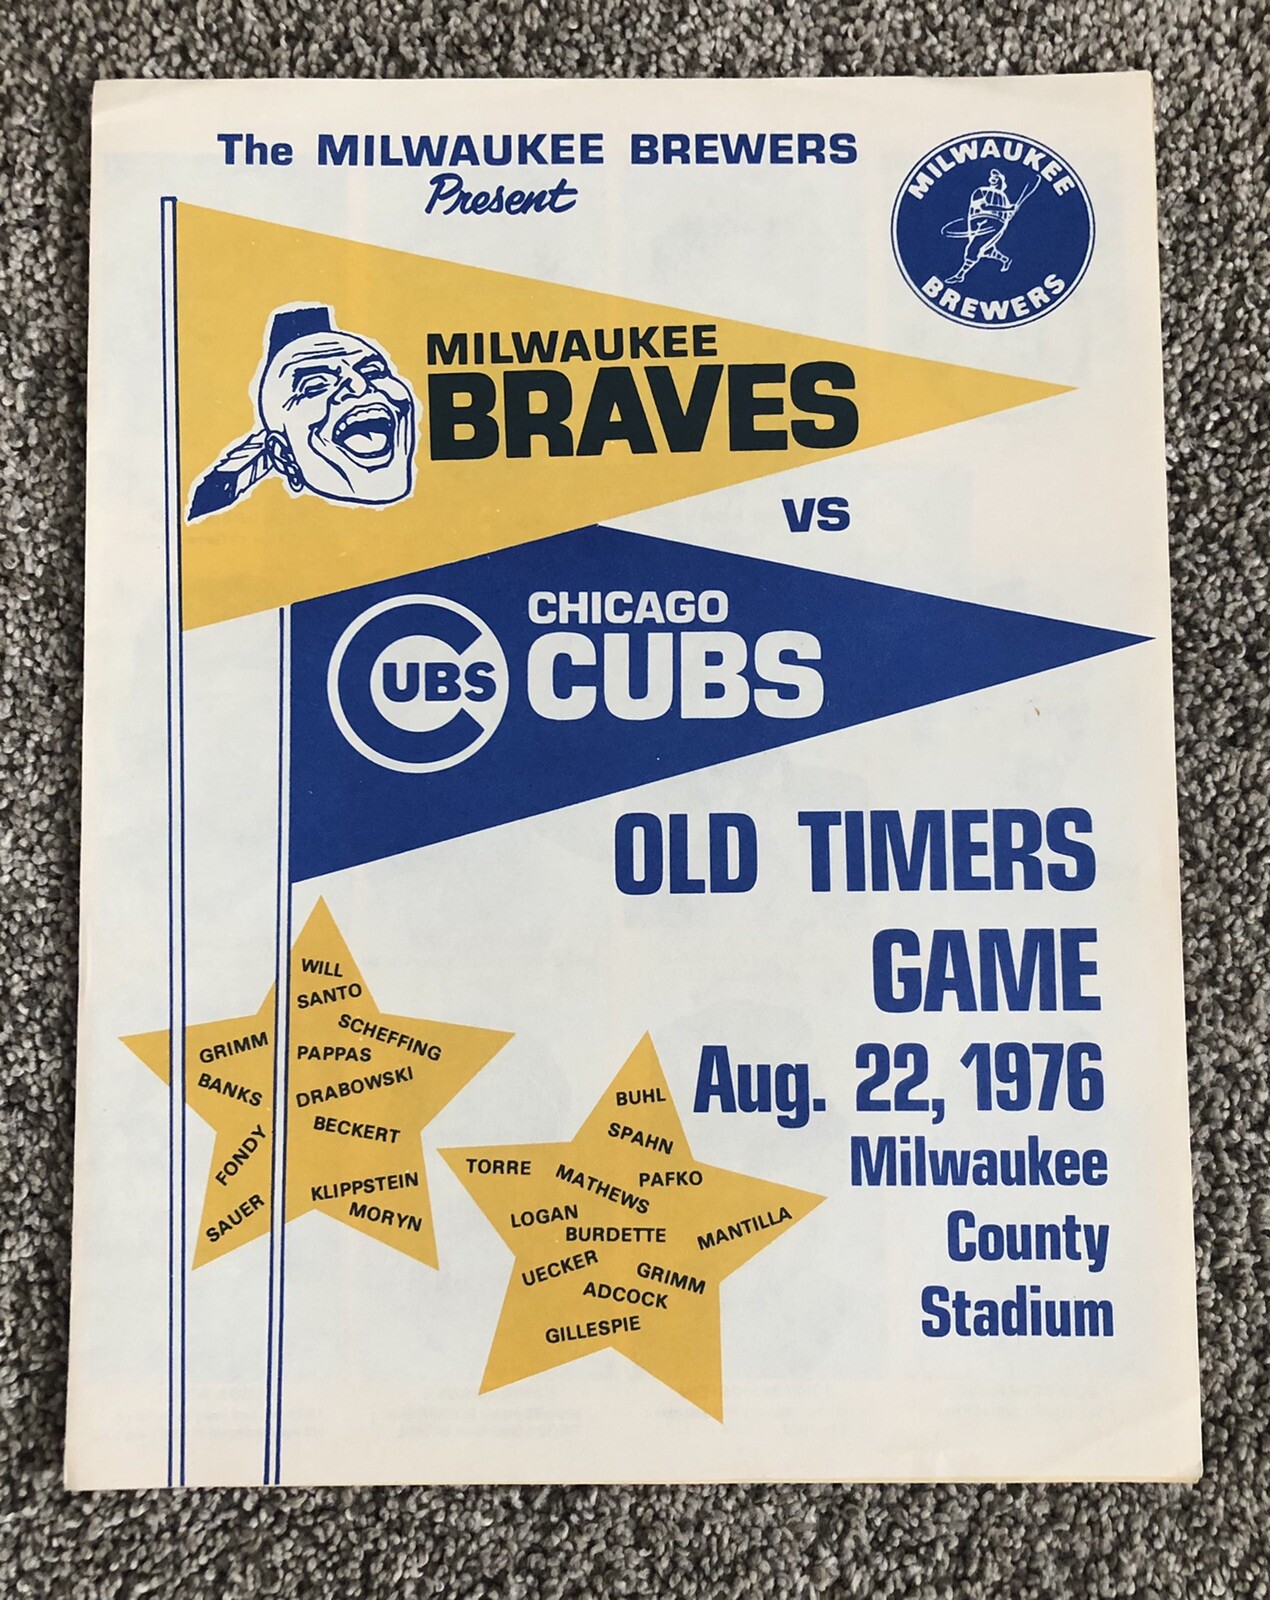 The MILWAUKEE BREWERS
Present
MILWAUKEE
BREWERS
MILWAUKEE
BRAVES
VS
CUBS
CHICAGO
CUBS
OLD TIMERS
GAME
Aug. 22, 1976
Milwaukee
County
Stadium
WILL
SANTO
SCHEFFING
GRIMM
PAPPAS
BANKS
DRABOWSKI
BECKERT
FONDY
KLIPPSTEIN
SAUER
MORYN
BUHL
SPAHN
TORRE
MATHEWS
PAFKO
LOGAN
BURDETTE
MANTILLA
UECKER
GRIMM
ADCOCK
GILLESPIE